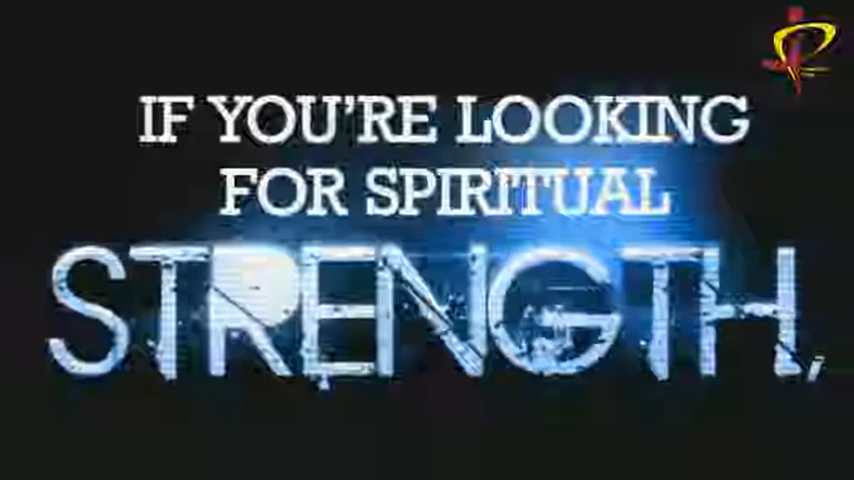 IF YOU'RE LOOKING
FOR SPIRITUAL
STRENGTH,